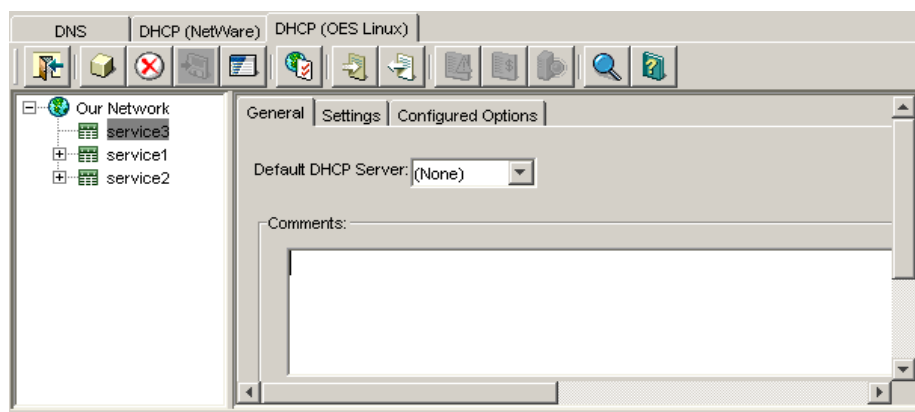 DNS
DHCP (NetWare)
DHCP (OES Linux)
Our Network
service3
service1
service2
General
Settings
Configured Options
Default DHCP Server:
(None)
Comments: